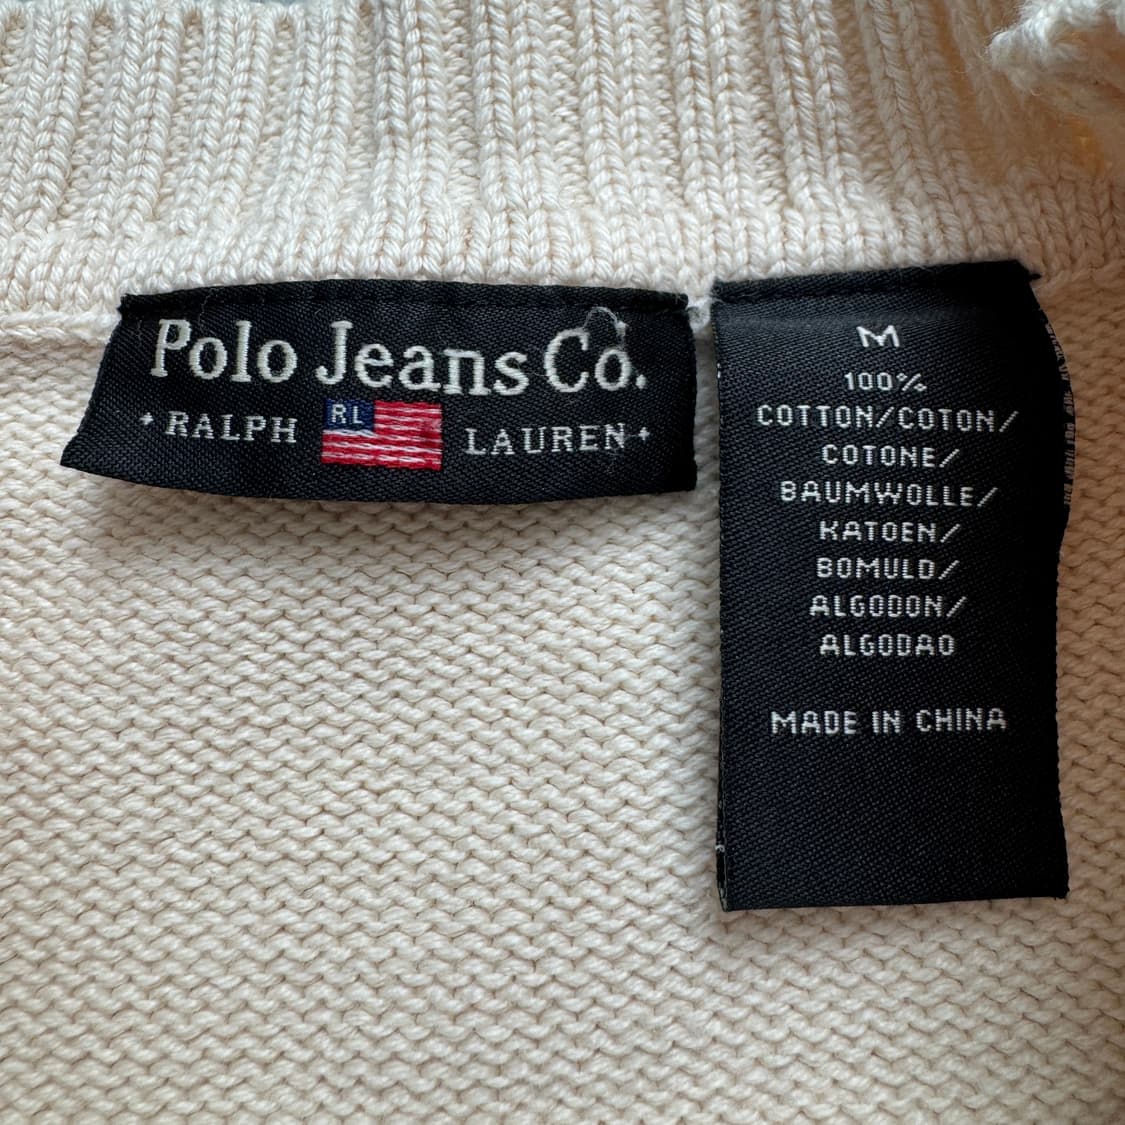 Polo Jeans Co.
RALPH RL LAUREN
M
100%
COTTON/COTON/
COTONE/
BAUMWOLLE/
KATOEN/
BOMULD/
ALGODON/
ALGODAO
MADE IN CHINA